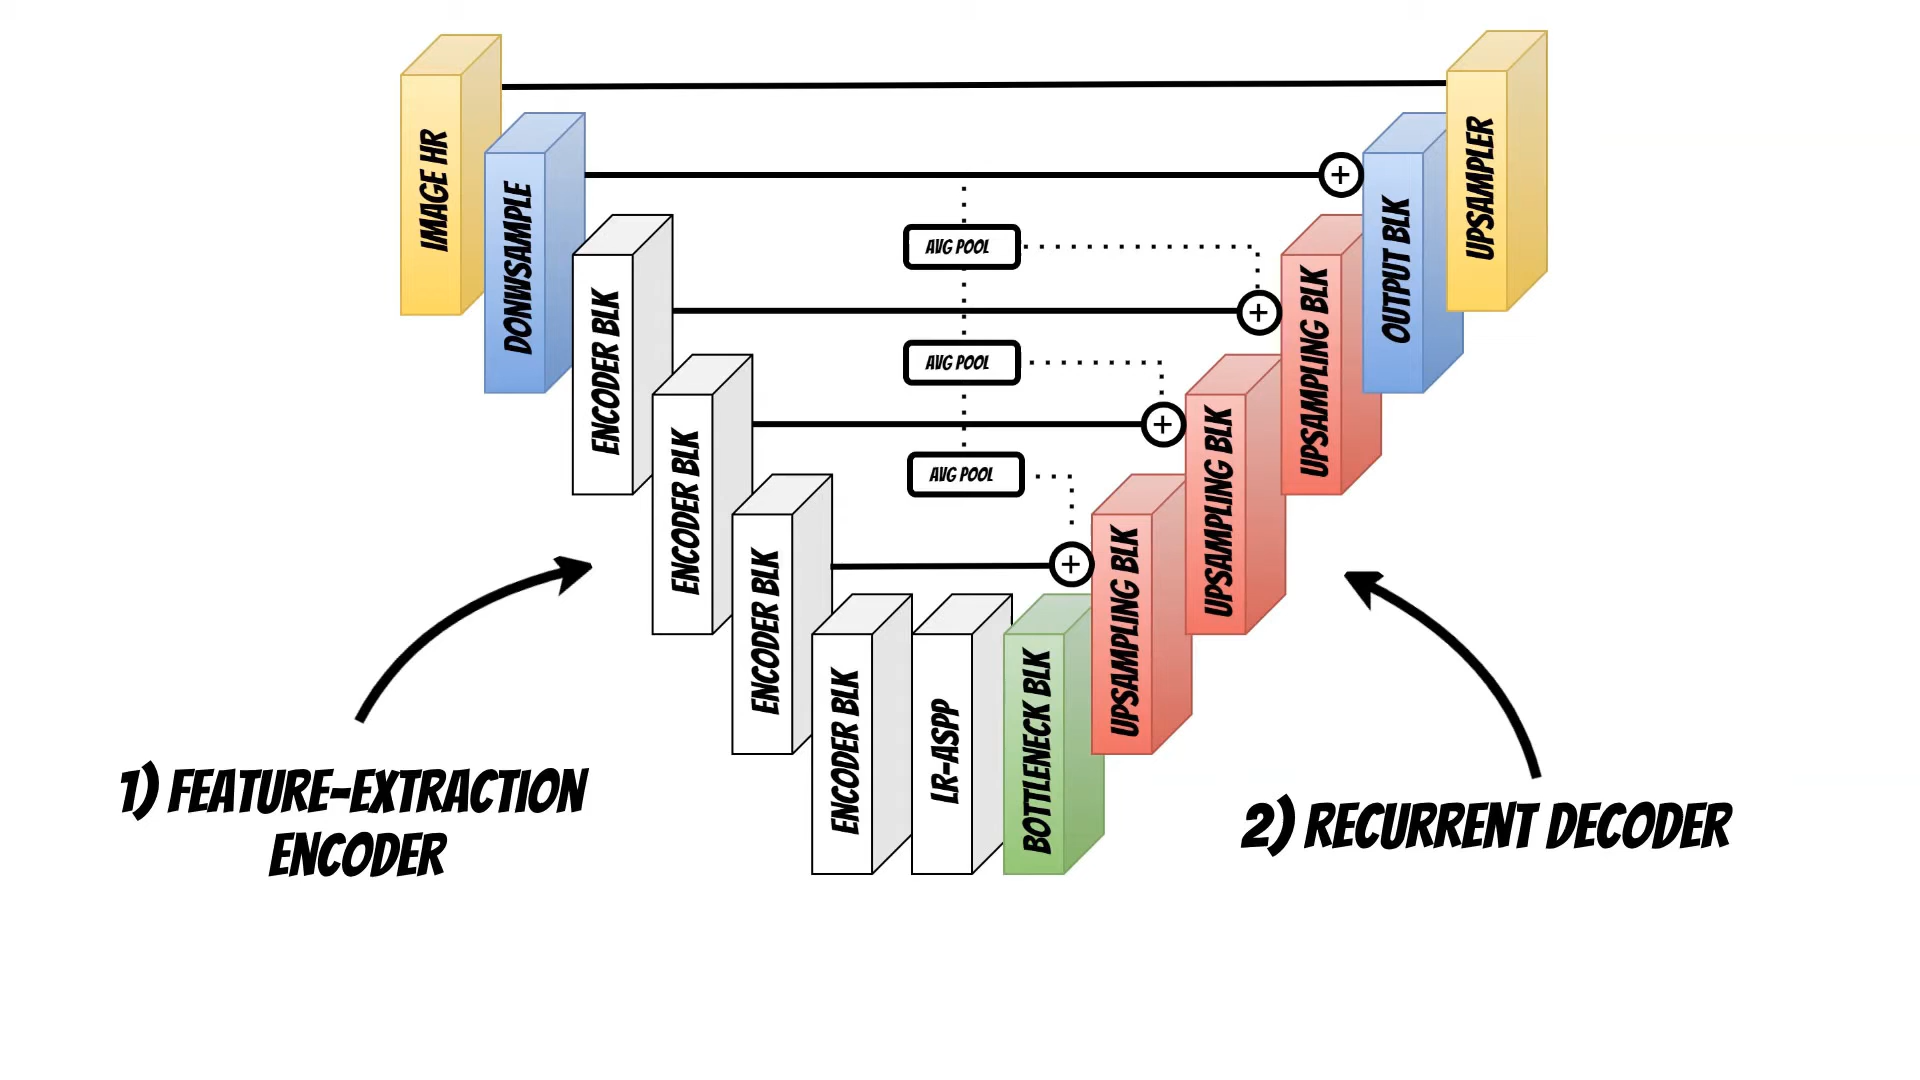 IMAGE HR
DONWSAMPLE
ENCODER BLK
ENCODER BLK
ENCODER BLK
ENCODER BLK
LR-ASPP
BOTTLENECK BLK
UPSAMPLING BLK
UPSAMPLING BLK
UPSAMPLING BLK
OUTPUT BLK
UPSAMPLER
AVG POOL
AVG POOL
AVG POOL
+
+
+
+
1) FEATURE-EXTRACTION
ENCODER
2) RECURRENT DECODER